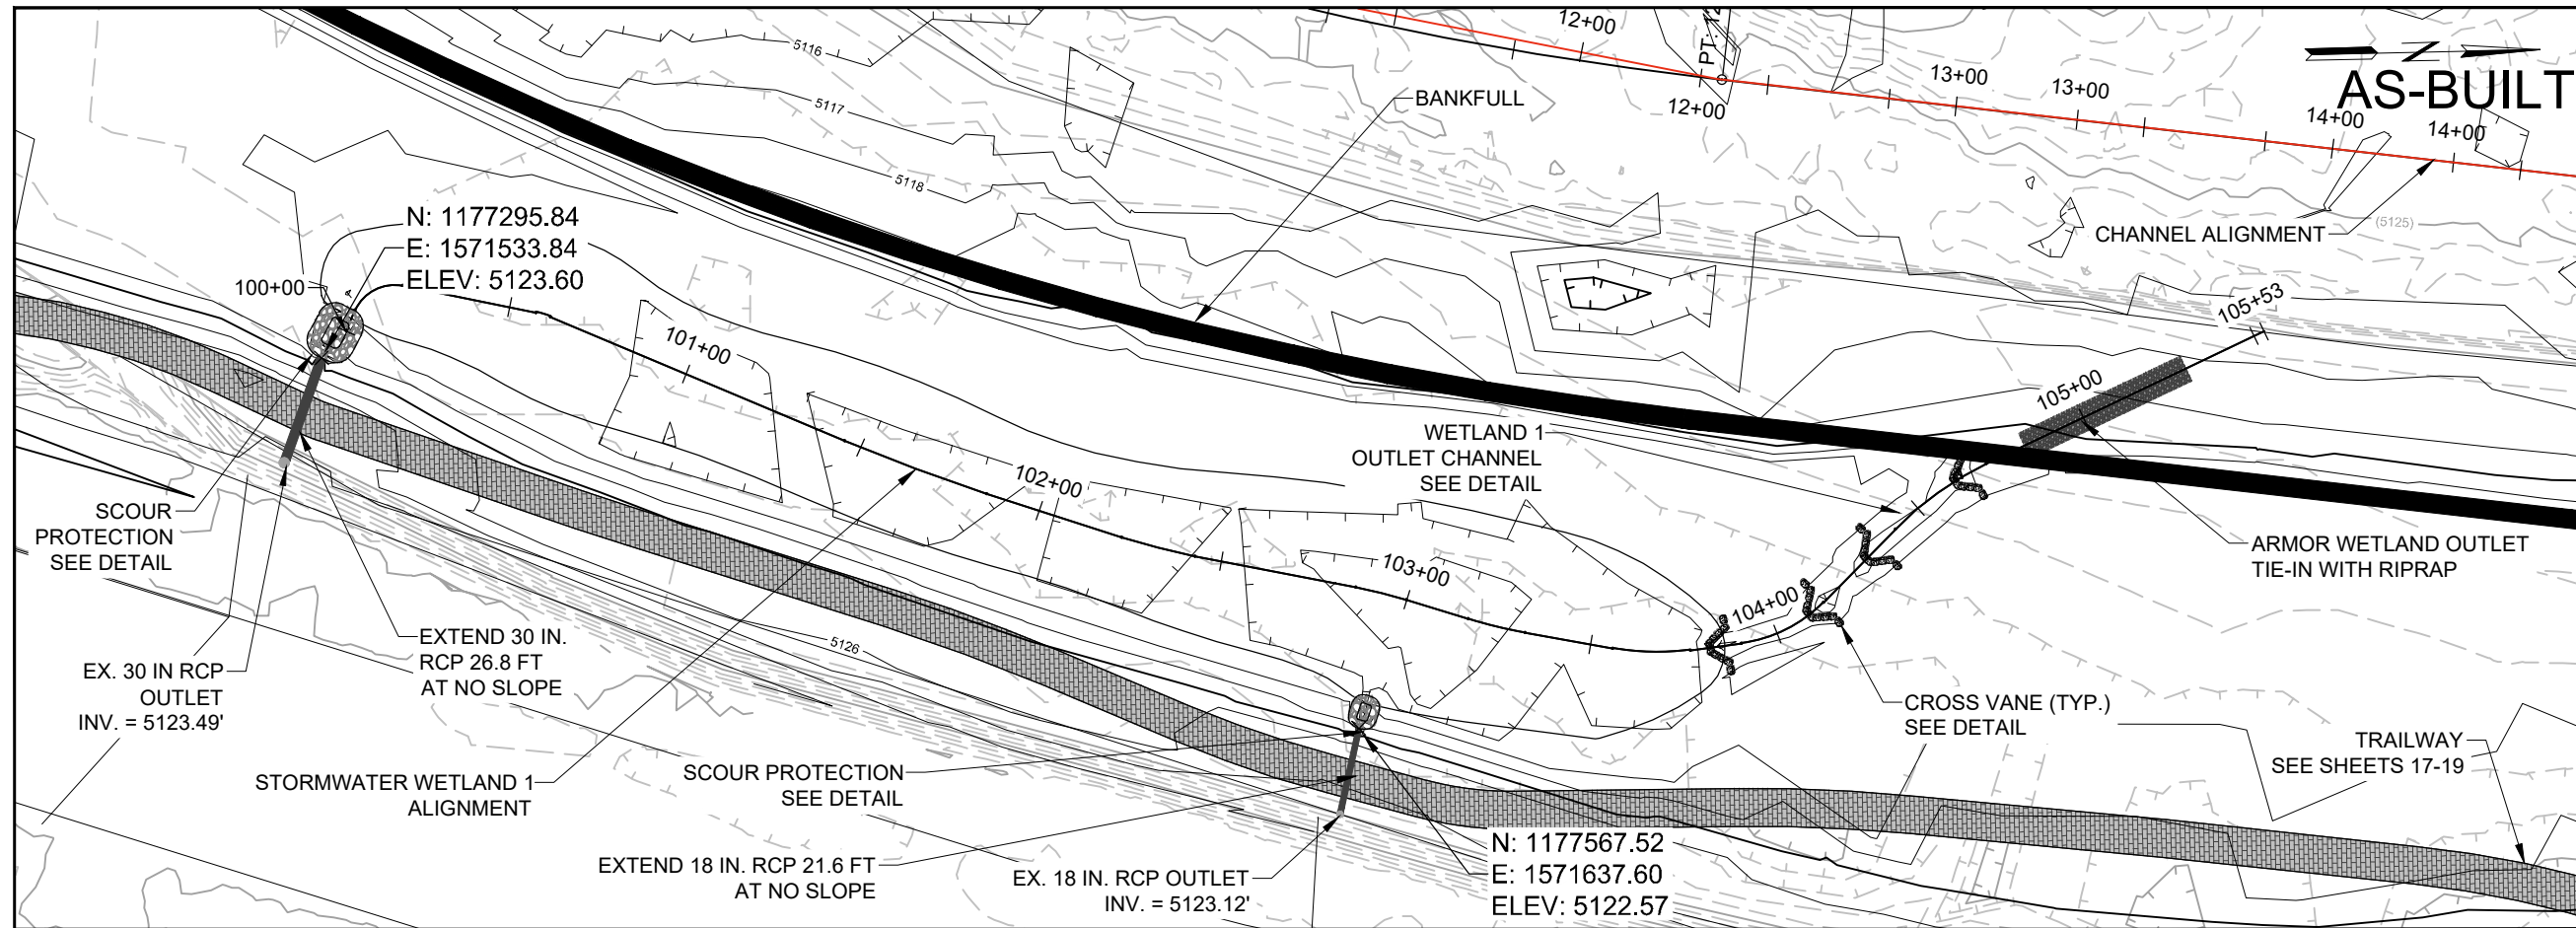 12+00
PT: 12
12+00
13+00
13+00
14+00
14+00
N
AS-BUILT
5116
5117
5118
BANKFULL
CHANNEL ALIGNMENT
(5125)
N: 1177295.84
E: 1571533.84
ELEV: 5123.60
100+00
101+00
102+00
103+00
104+00
105+00
105+53
WETLAND 1
OUTLET CHANNEL
SEE DETAIL
SCOUR
PROTECTION
SEE DETAIL
ARMOR WETLAND OUTLET
TIE-IN WITH RIPRAP
EX. 30 IN RCP
OUTLET
INV. = 5123.49'
EXTEND 30 IN.
RCP 26.8 FT
AT NO SLOPE
5126
STORMWATER WETLAND 1
ALIGNMENT
SCOUR PROTECTION
SEE DETAIL
CROSS VANE (TYP.)
SEE DETAIL
TRAILWAY
SEE SHEETS 17-19
EXTEND 18 IN. RCP 21.6 FT
AT NO SLOPE
EX. 18 IN. RCP OUTLET
INV. = 5123.12'
N: 1177567.52
E: 1571637.60
ELEV: 5122.57